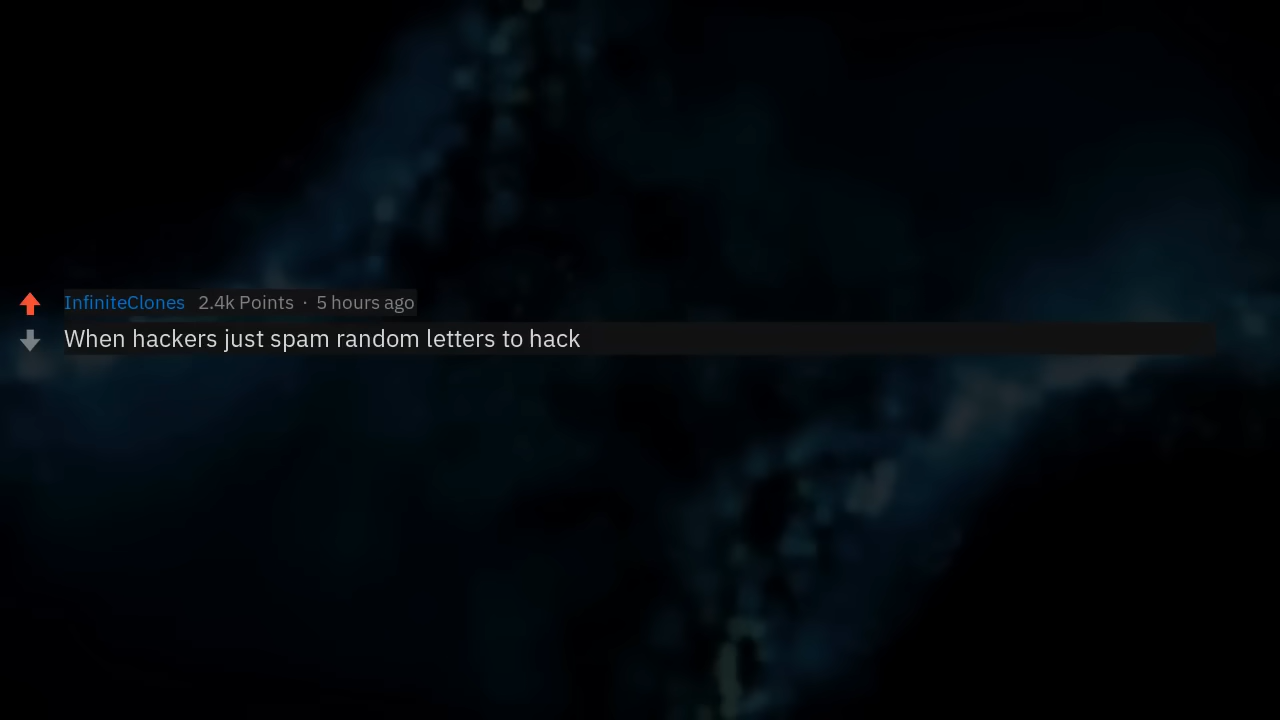 InfiniteClones 2.4k Points · 5 hours ago
When hackers just spam random letters to hack